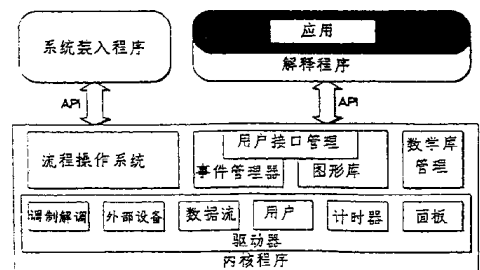 系统装入程序
应用
解释程序
API
API
流程操作系统
用户接口管理
事件管理器
图形库
数学库
管理
调制解调
外部设备
数据流
用户
计时器
面板
驱动器
内核程序